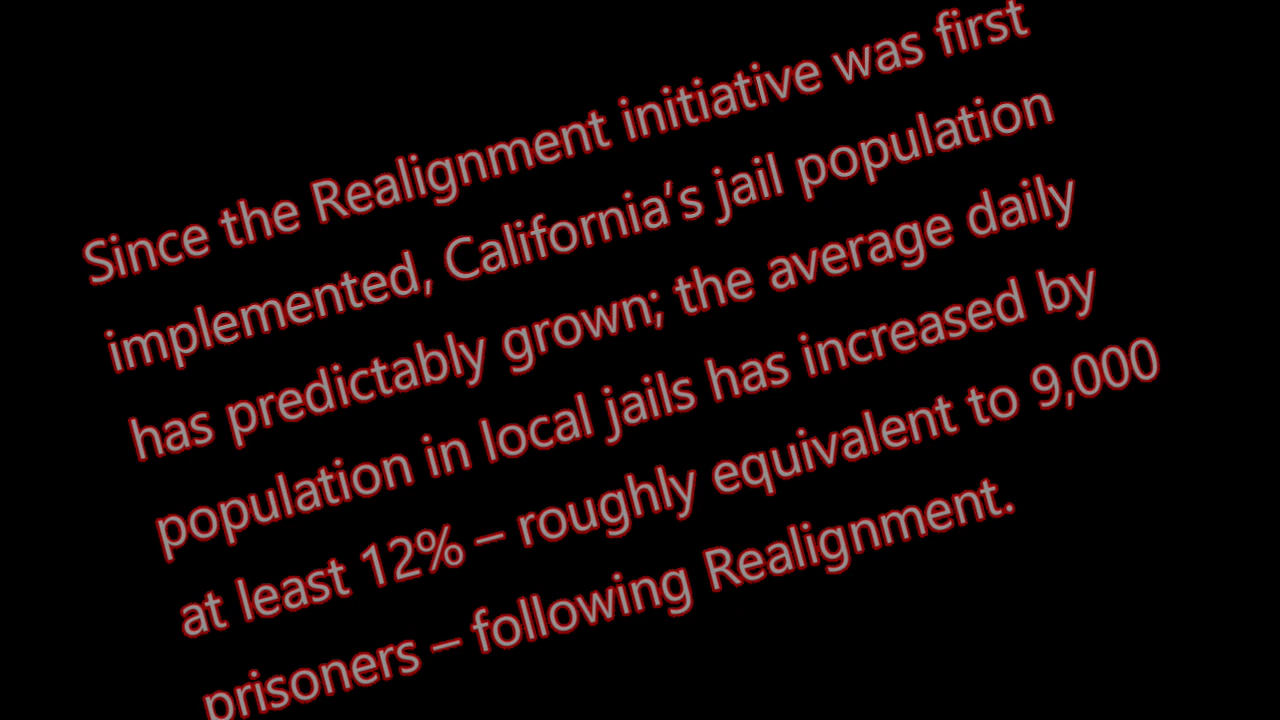 Since the Realignment initiative was first
implemented, California's jail population
has predictably grown; the average daily
population in local jails has increased by
at least 12% – roughly equivalent to 9,000
prisoners – following Realignment.